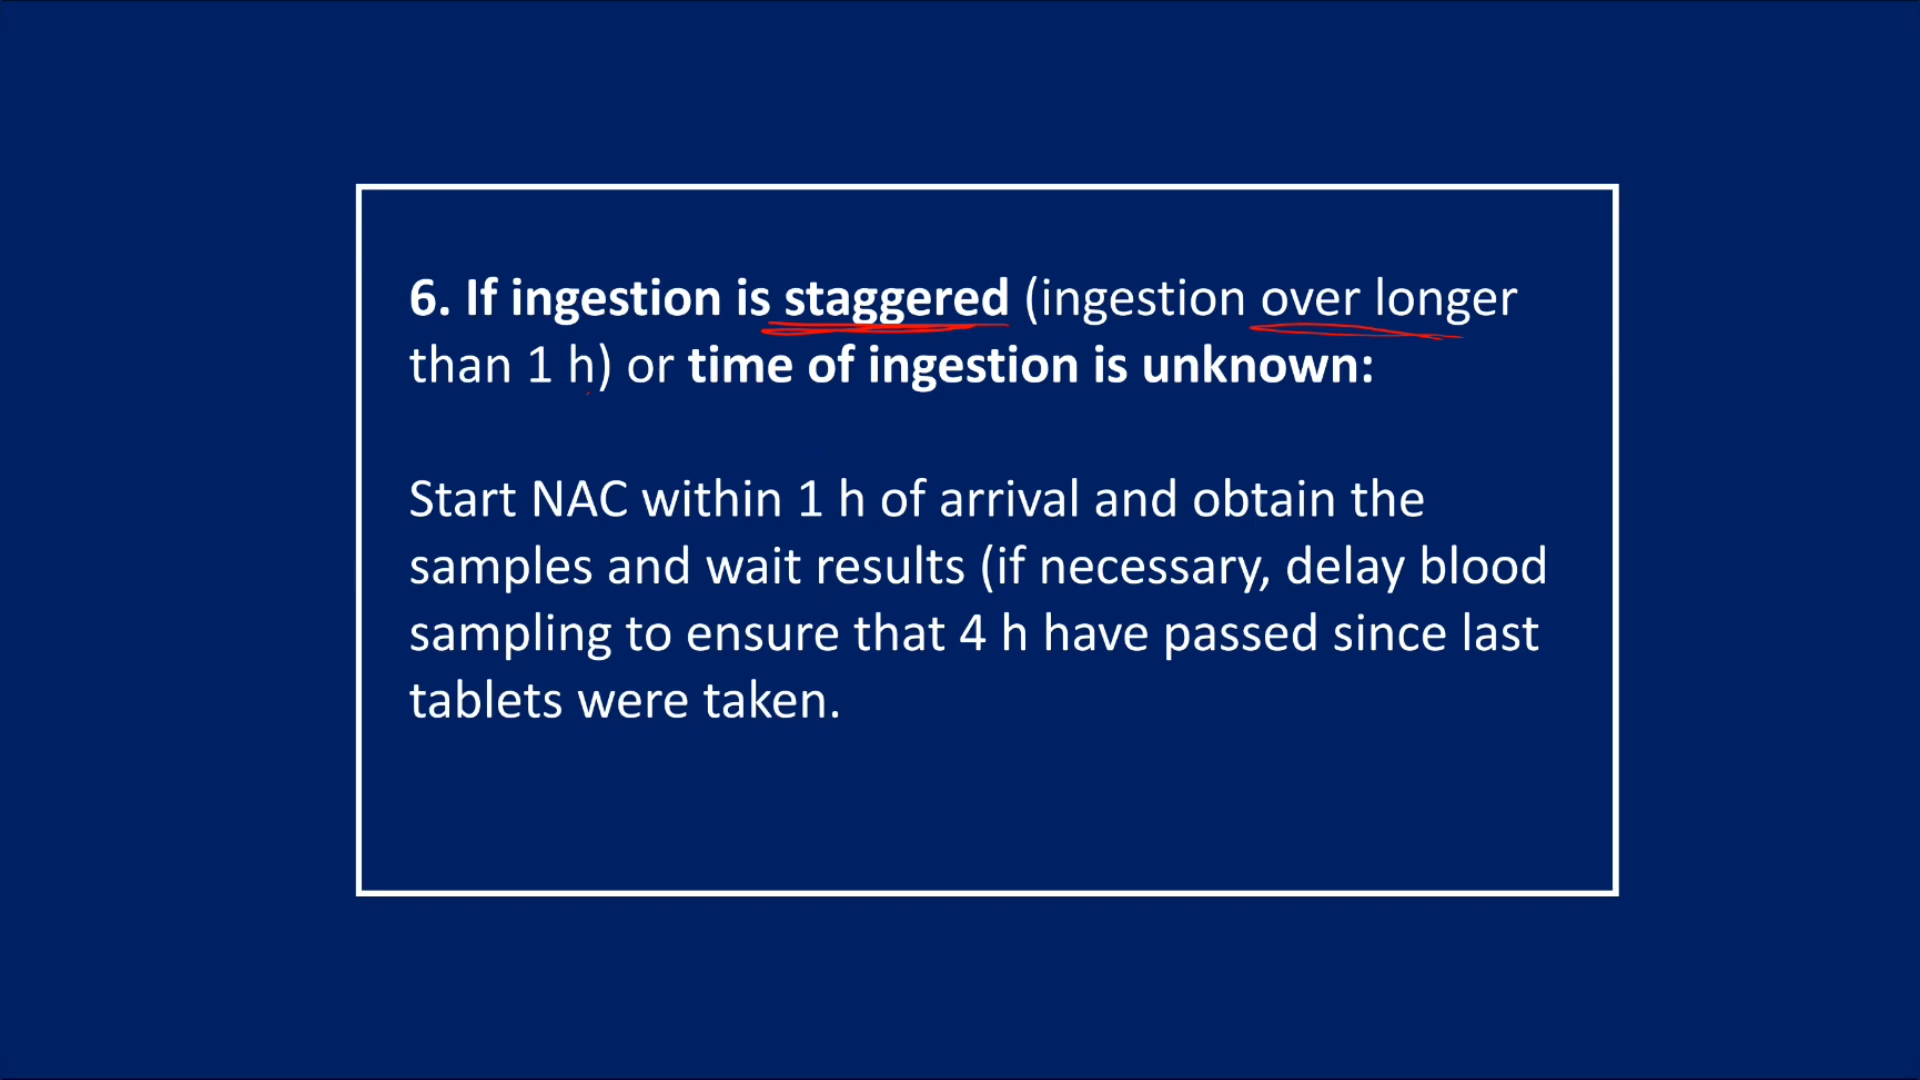 6. If ingestion is staggered (ingestion over longer
than 1 h) or time of ingestion is unknown:
Start NAC within 1 h of arrival and obtain the
samples and wait results (if necessary, delay blood
sampling to ensure that 4 h have passed since last
tablets were taken.